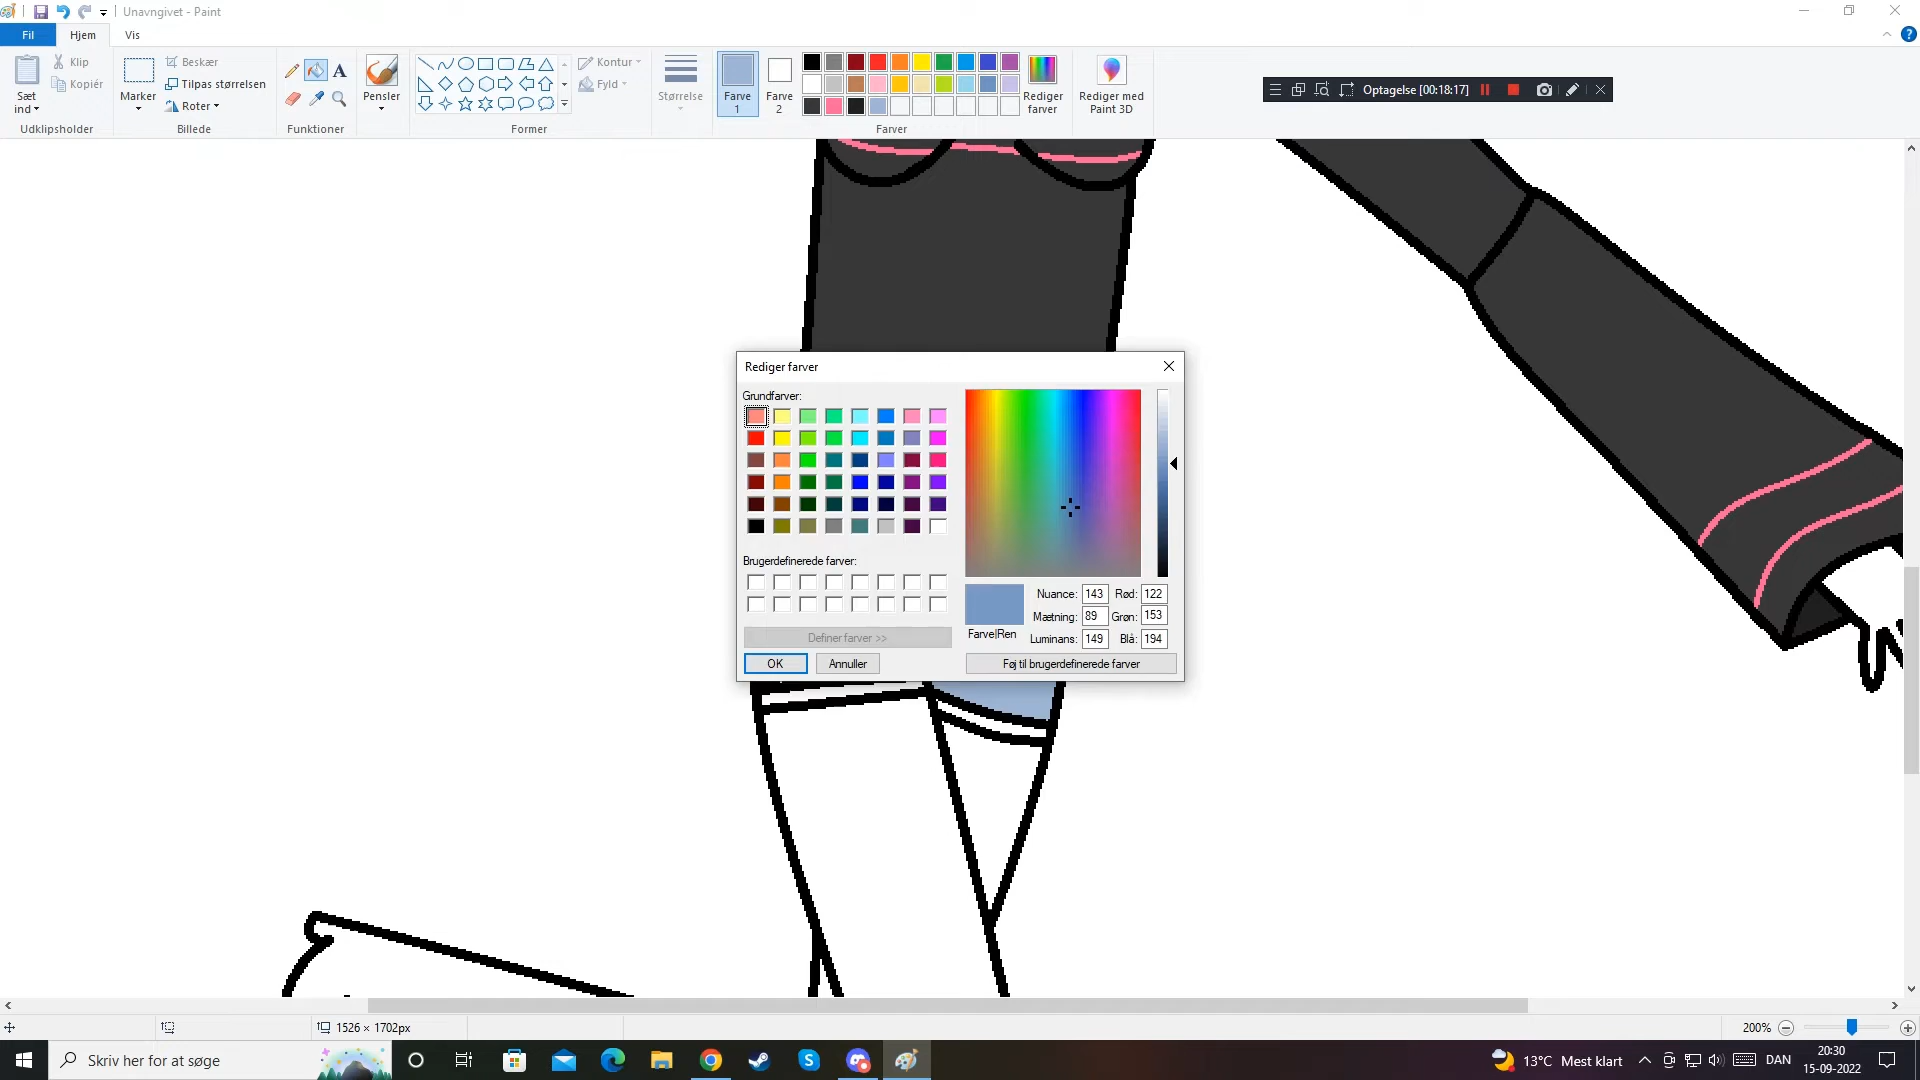 Unavngivet - Paint
Fil Hjem Vis
Sæt ind
Klip
Kopiér
Udklipsholder
Marker
Beskær
Tilpas størrelsen
Roter
Billede
A
Funktioner
Pensler
Kontur
Fyld
Former
Størrelse
Farve 1
Farve 2
Rediger farver
Farver
Rediger med Paint 3D
Optagelse [00:18:17]
Rediger farver
Grundfarver:
Brugerdefinerede farver:
Definer farver >>
OK
Annuller
Farve|Ren
Nuance: 143 Rød: 122
Mætning: 89 Grøn: 153
Luminans: 149 Blå: 194
Føj til brugerdefinerede farver
1526 × 1702px
200%
Skriv her for at søge
13°C Mest klart
DAN
20:30
15-09-2022